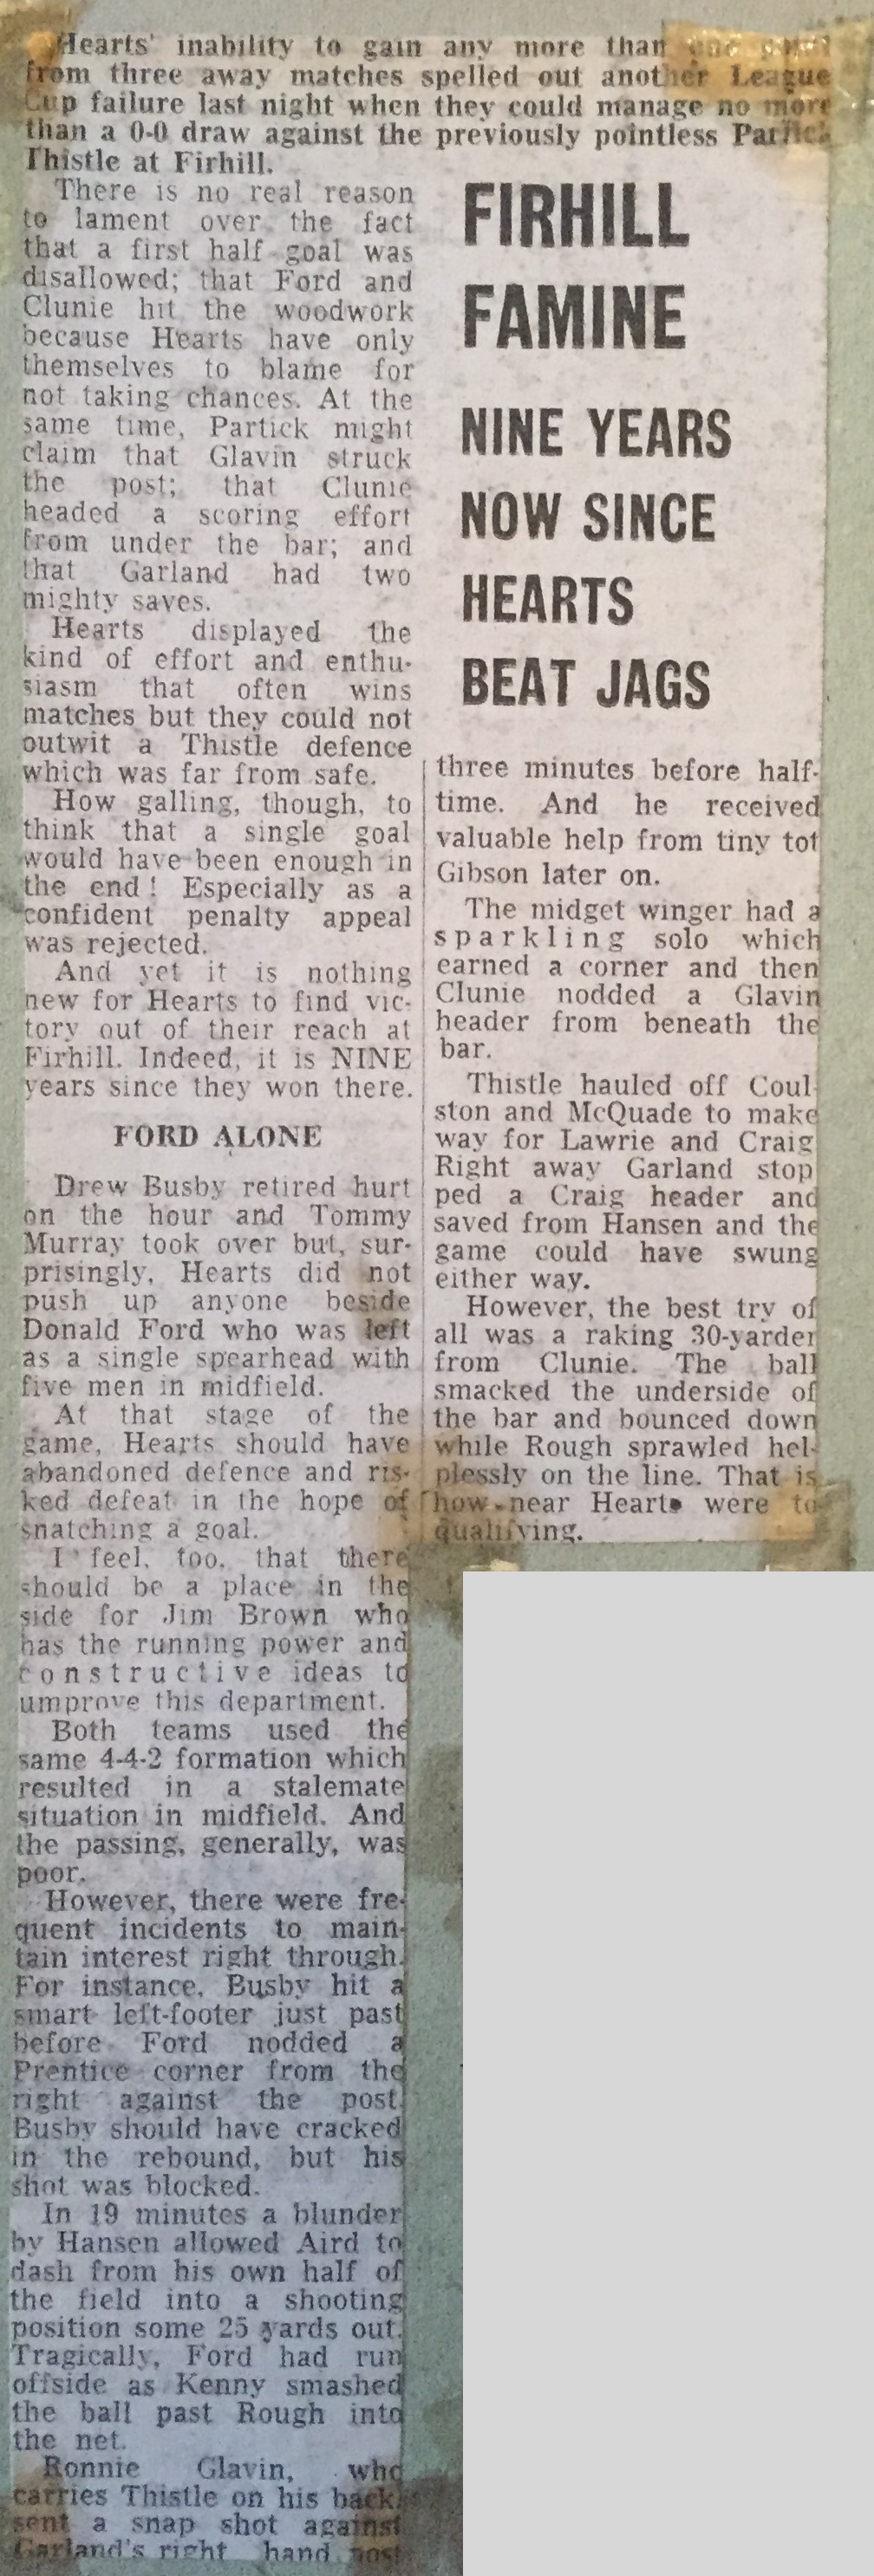 Hearts' inability to gain any more than one point
from three away matches spelled out another League
Cup failure last night when they could manage no more
than a 0-0 draw against the previously pointless Partick
Thistle at Firhill.
FIRHILL
FAMINE
NINE YEARS
NOW SINCE
HEARTS
BEAT JAGS
There is no real reason
to lament over the fact
that a first half goal was
disallowed; that Ford and
Clunie hit the woodwork
because Hearts have only
themselves to blame for
not taking chances. At the
same time, Partick might
claim that Glavin struck
the post; that Clunie
headed a scoring effort
from under the bar; and
that Garland had two
mighty saves.
Hearts displayed the
kind of effort and enthu-
siasm that often wins
matches but they could not
outwit a Thistle defence
which was far from safe.
How galling, though, to
think that a single goal
would have been enough in
the end! Especially as a
confident penalty appeal
was rejected.
And yet it is nothing
new for Hearts to find vic-
tory out of their reach at
Firhill. Indeed, it is NINE
years since they won there.
FORD ALONE
Drew Busby retired hurt
on the hour and Tommy
Murray took over but, sur-
prisingly, Hearts did not
push up anyone beside
Donald Ford who was left
as a single spearhead with
five men in midfield.
At that stage of the
game, Hearts should have
abandoned defence and ris-
ked defeat in the hope of
snatching a goal.
I feel, too, that there
should be a place in the
side for Jim Brown who
has the running power and
constructive ideas to
umprove this department.
Both teams used the
same 4-4-2 formation which
resulted in a stalemate
situation in midfield. And
the passing, generally, was
poor.
However, there were fre-
quent incidents to main-
tain interest right through.
For instance, Busby hit a
smart left-footer just past
before Ford nodded a
Prentice corner from the
right against the post.
Busby should have cracked
in the rebound, but his
shot was blocked.
In 19 minutes a blunder
by Hansen allowed Aird to
dash from his own half of
the field into a shooting
position some 25 yards out.
Tragically, Ford had run
offside as Kenny smashed
the ball past Rough into
the net.
Ronnie Glavin, who
carries Thistle on his back,
sent a snap shot against
Garland's right hand post
three minutes before half-
time. And he received
valuable help from tiny tot
Gibson later on.
The midget winger had a
sparkling solo which
earned a corner and then
Clunie nodded a Glavin
header from beneath the
bar.
Thistle hauled off Coul-
ston and McQuade to make
way for Lawrie and Craig
Right away Garland stop
ped a Craig header and
saved from Hansen and the
game could have swung
either way.
However, the best try of
all was a raking 30-yarder
from Clunie. The ball
smacked the underside of
the bar and bounced down
while Rough sprawled hel-
plessly on the line. That is
how near Hearts were to
qualifying.